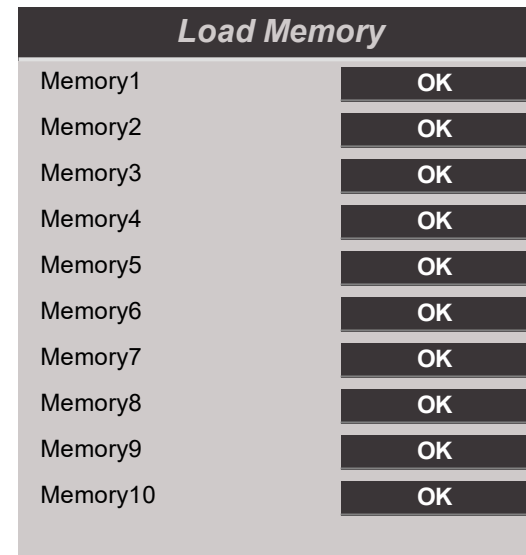 Load Memory
Memory1 OK
Memory2 OK
Memory3 OK
Memory4 OK
Memory5 OK
Memory6 OK
Memory7 OK
Memory8 OK
Memory9 OK
Memory10 OK